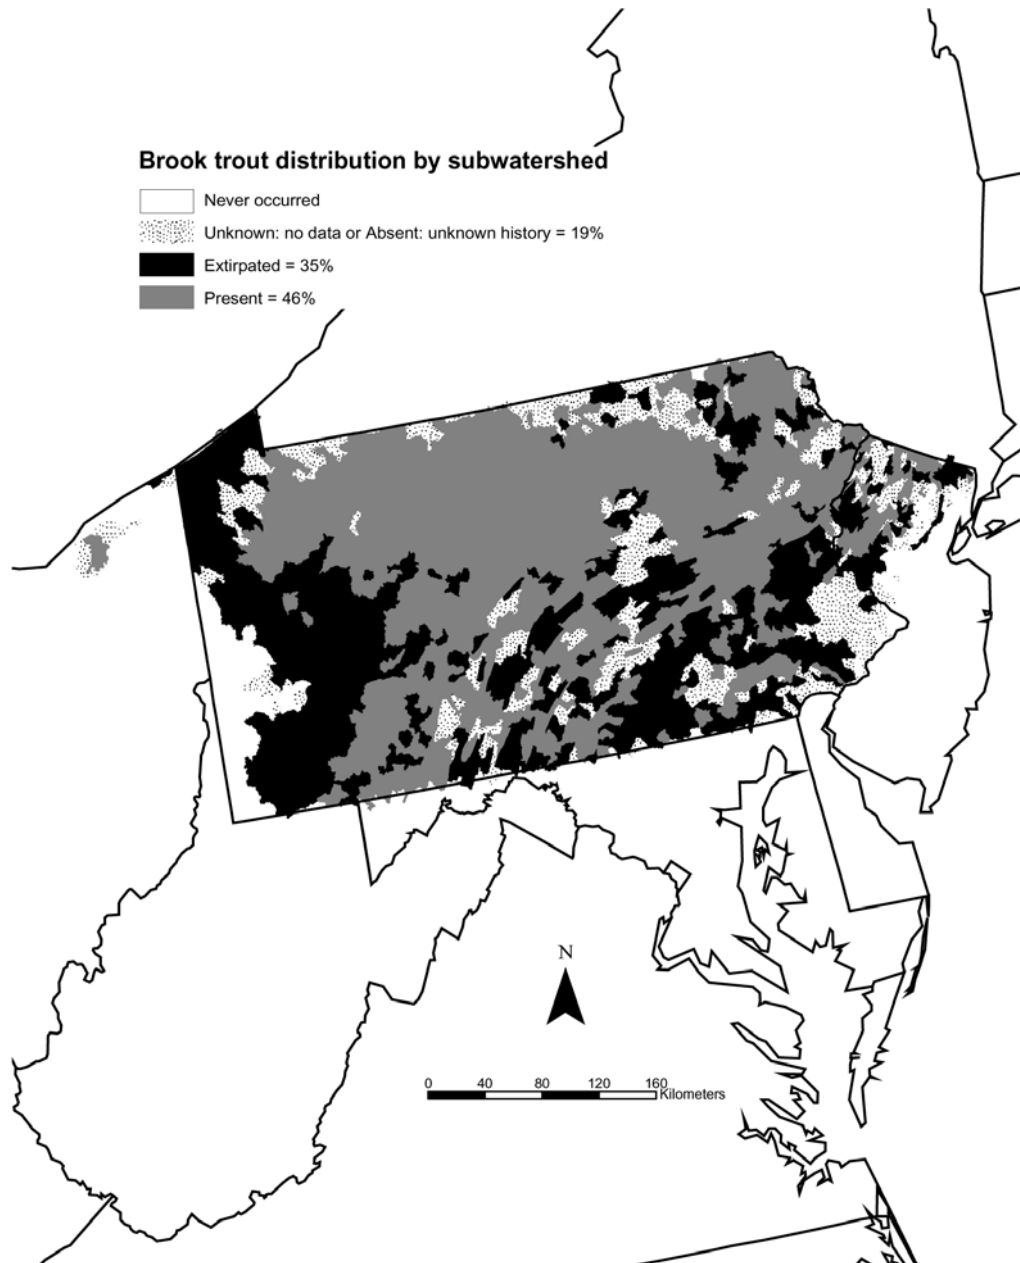 Brook trout distribution by subwatershed
Never occurred
Unknown: no data or Absent: unknown history = 19%
Extirpated = 35%
Present = 46%
N
0 40 80 120 160
Kilometers